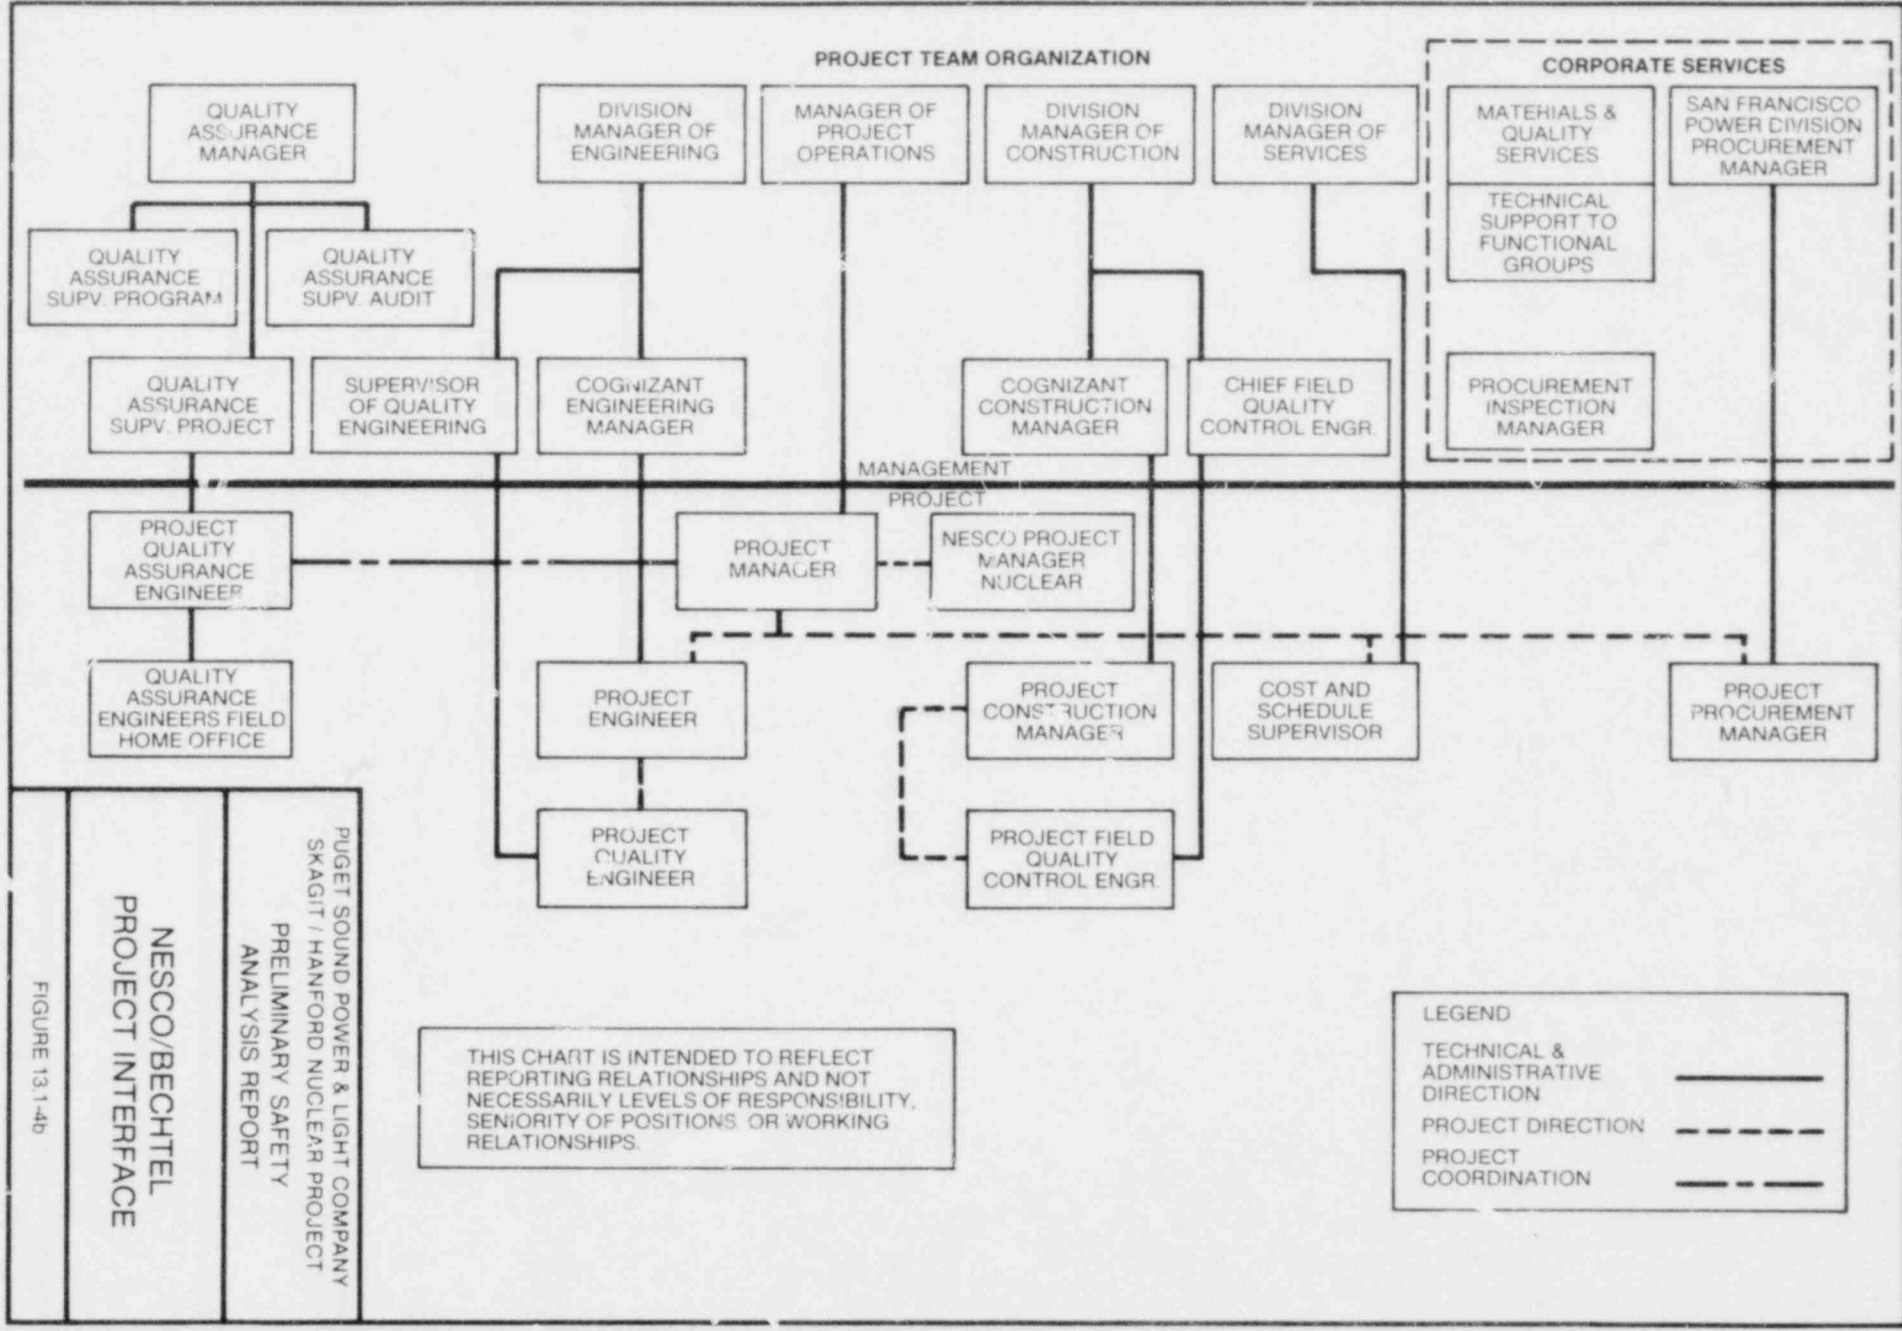 PROJECT TEAM ORGANIZATION
CORPORATE SERVICES
QUALITY
ASSURANCE
MANAGER
DIVISION
MANAGER OF
ENGINEERING
MANAGER OF
PROJECT
OPERATIONS
DIVISION
MANAGER OF
CONSTRUCTION
DIVISION
MANAGER OF
SERVICES
MATERIALS &
QUALITY
SERVICES
SAN FRANCISCO
POWER DIVISION
PROCUREMENT
MANAGER
TECHNICAL
SUPPORT TO
FUNCTIONAL
GROUPS
QUALITY
ASSURANCE
SUPV. PROGRAM
QUALITY
ASSURANCE
SUPV. AUDIT
QUALITY
ASSURANCE
SUPV. PROJECT
SUPERVISOR
OF QUALITY
ENGINEERING
COGNIZANT
ENGINEERING
MANAGER
COGNIZANT
CONSTRUCTION
MANAGER
CHIEF FIELD
QUALITY
CONTROL ENGR.
PROCUREMENT
INSPECTION
MANAGER
MANAGEMENT
PROJECT
PROJECT
QUALITY
ASSURANCE
ENGINEER
PROJECT
MANAGER
NESCO PROJECT
MANAGER
NUCLEAR
QUALITY
ASSURANCE
ENGINEERS FIELD
HOME OFFICE
PROJECT
ENGINEER
PROJECT
CONSTRUCTION
MANAGER
COST AND
SCHEDULE
SUPERVISOR
PROJECT
PROCUREMENT
MANAGER
PROJECT
QUALITY
ENGINEER
PROJECT FIELD
QUALITY
CONTROL ENGR.
PUGET SOUND POWER & LIGHT COMPANY
SKAGIT / HANFORD NUCLEAR PROJECT
PRELIMINARY SAFETY
ANALYSIS REPORT
NESCO/BECHTEL
PROJECT INTERFACE
FIGURE 13.1-4b
THIS CHART IS INTENDED TO REFLECT
REPORTING RELATIONSHIPS AND NOT
NECESSARILY LEVELS OF RESPONSIBILITY,
SENIORITY OF POSITIONS, OR WORKING
RELATIONSHIPS.
LEGEND
TECHNICAL &
ADMINISTRATIVE
DIRECTION
PROJECT DIRECTION
PROJECT
COORDINATION